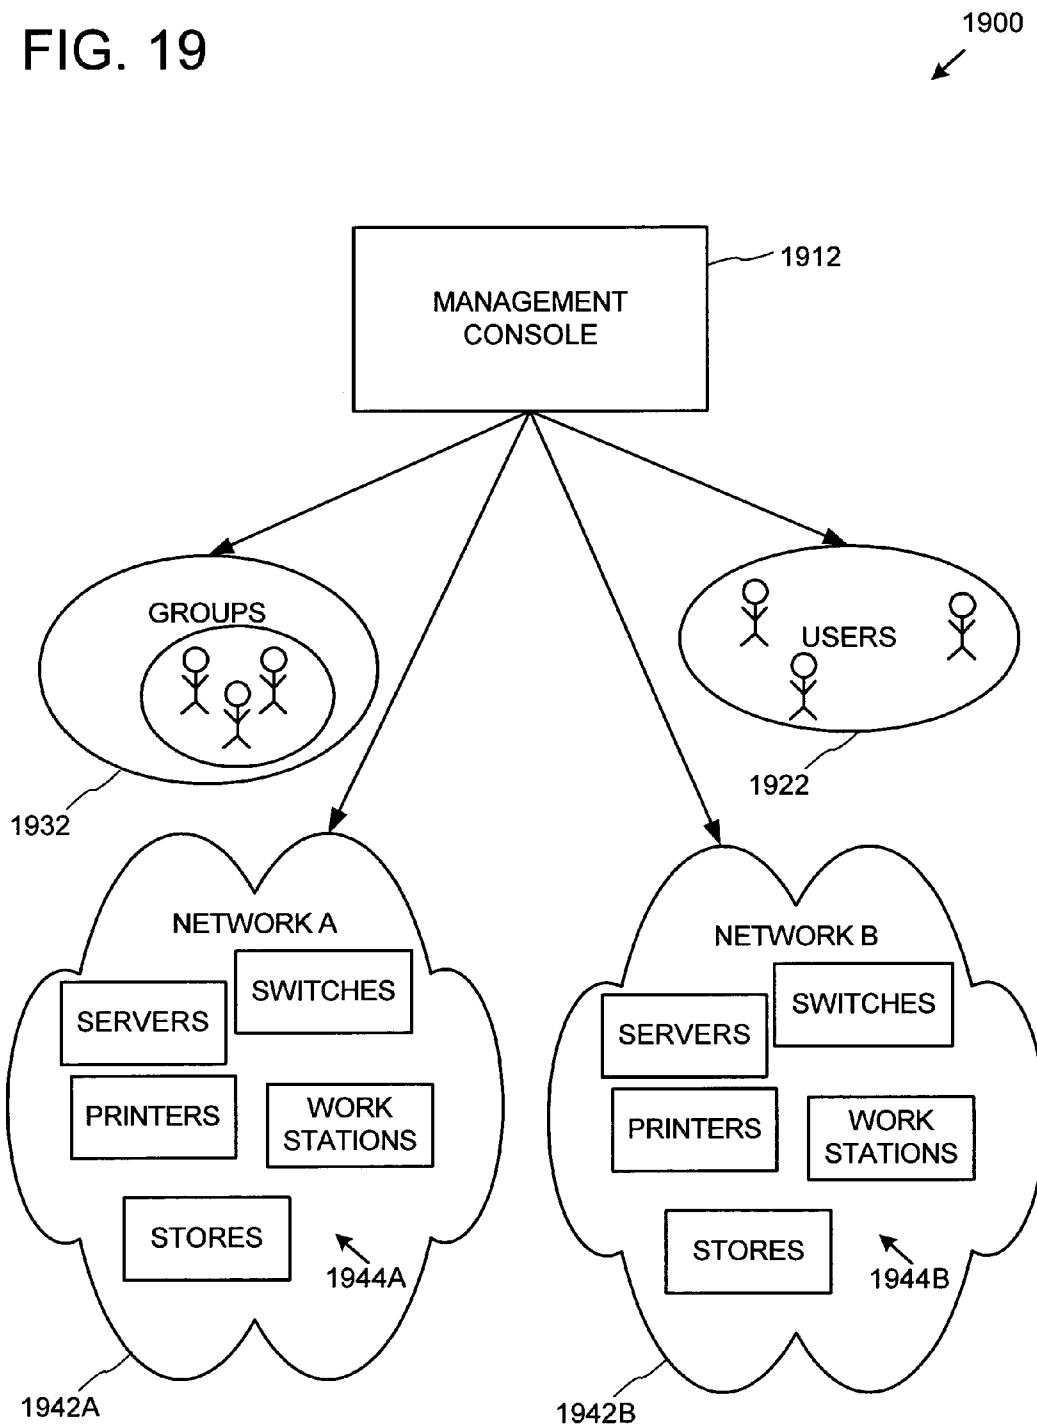 FIG. 19
1900
1912
MANAGEMENT
CONSOLE
GROUPS
USERS
1932
1922
NETWORK A
SWITCHES
SERVERS
PRINTERS
WORK
STATIONS
STORES
1944A
1942A
NETWORK B
SWITCHES
SERVERS
PRINTERS
WORK
STATIONS
STORES
1944B
1942B